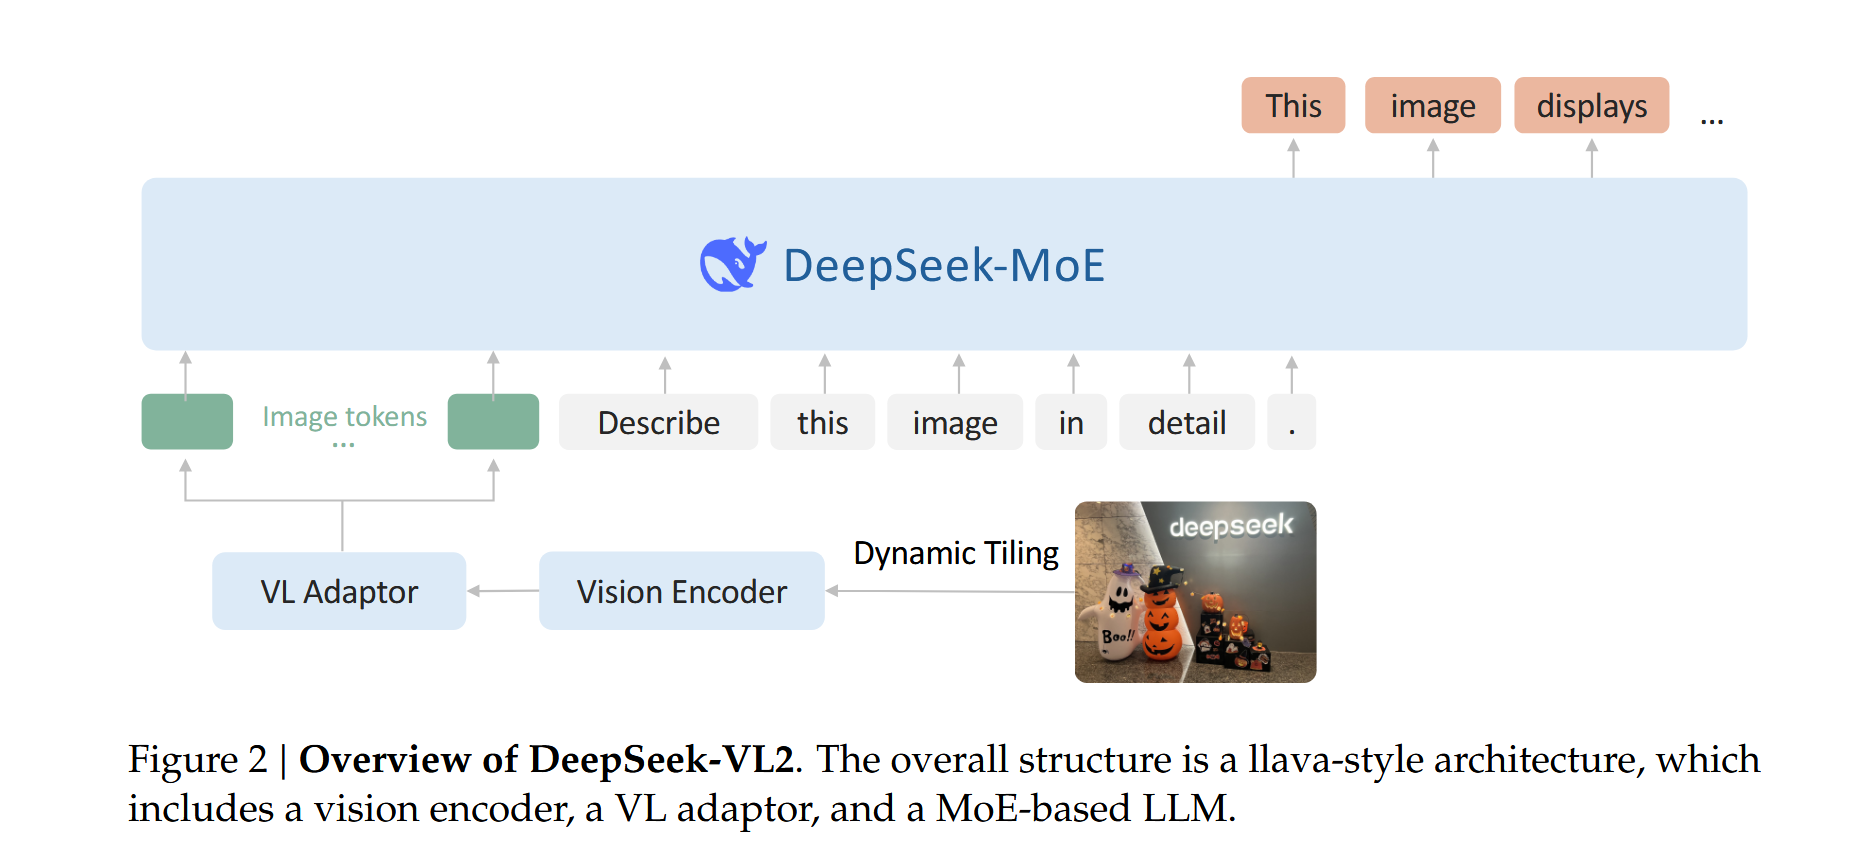 This image displays ...
DeepSeek-MoE
Image tokens
...
Describe this image in detail .
deepseek
Dynamic Tiling
VL Adaptor
Vision Encoder
Boo!!
Figure 2 | Overview of DeepSeek-VL2. The overall structure is a llava-style architecture, which
includes a vision encoder, a VL adaptor, and a MoE-based LLM.